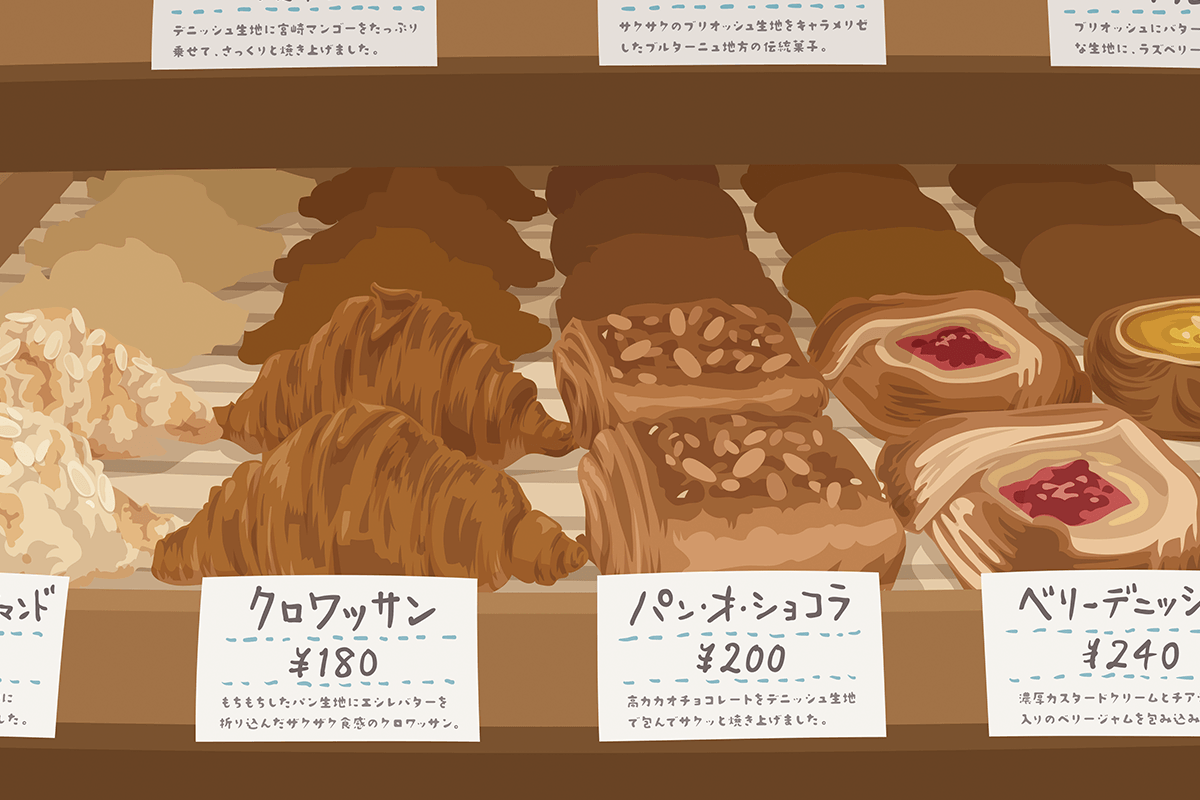 デニッシュ生地に宮崎マンゴーをたっぷり
乗せて、さっくりと焼き上げました。
サクサクのブリオッシュ生地をキャラメリゼ
したブルターニュ地方の伝統菓子。
ブリオッシュにバター
な生地に、ラズベリー
マンド
に
した。
クロワッサン
¥180
もちもちしたパン生地にエシレバターを
折り込んだザクザク食感のクロワッサン。
パン・オ・ショコラ
¥200
高カカオチョコレートをデニッシュ生地
で包んでサクッと焼き上げました。
ベリーデニッシ
¥240
濃厚カスタードクリームとチア
入りのベリージャムを包み込み